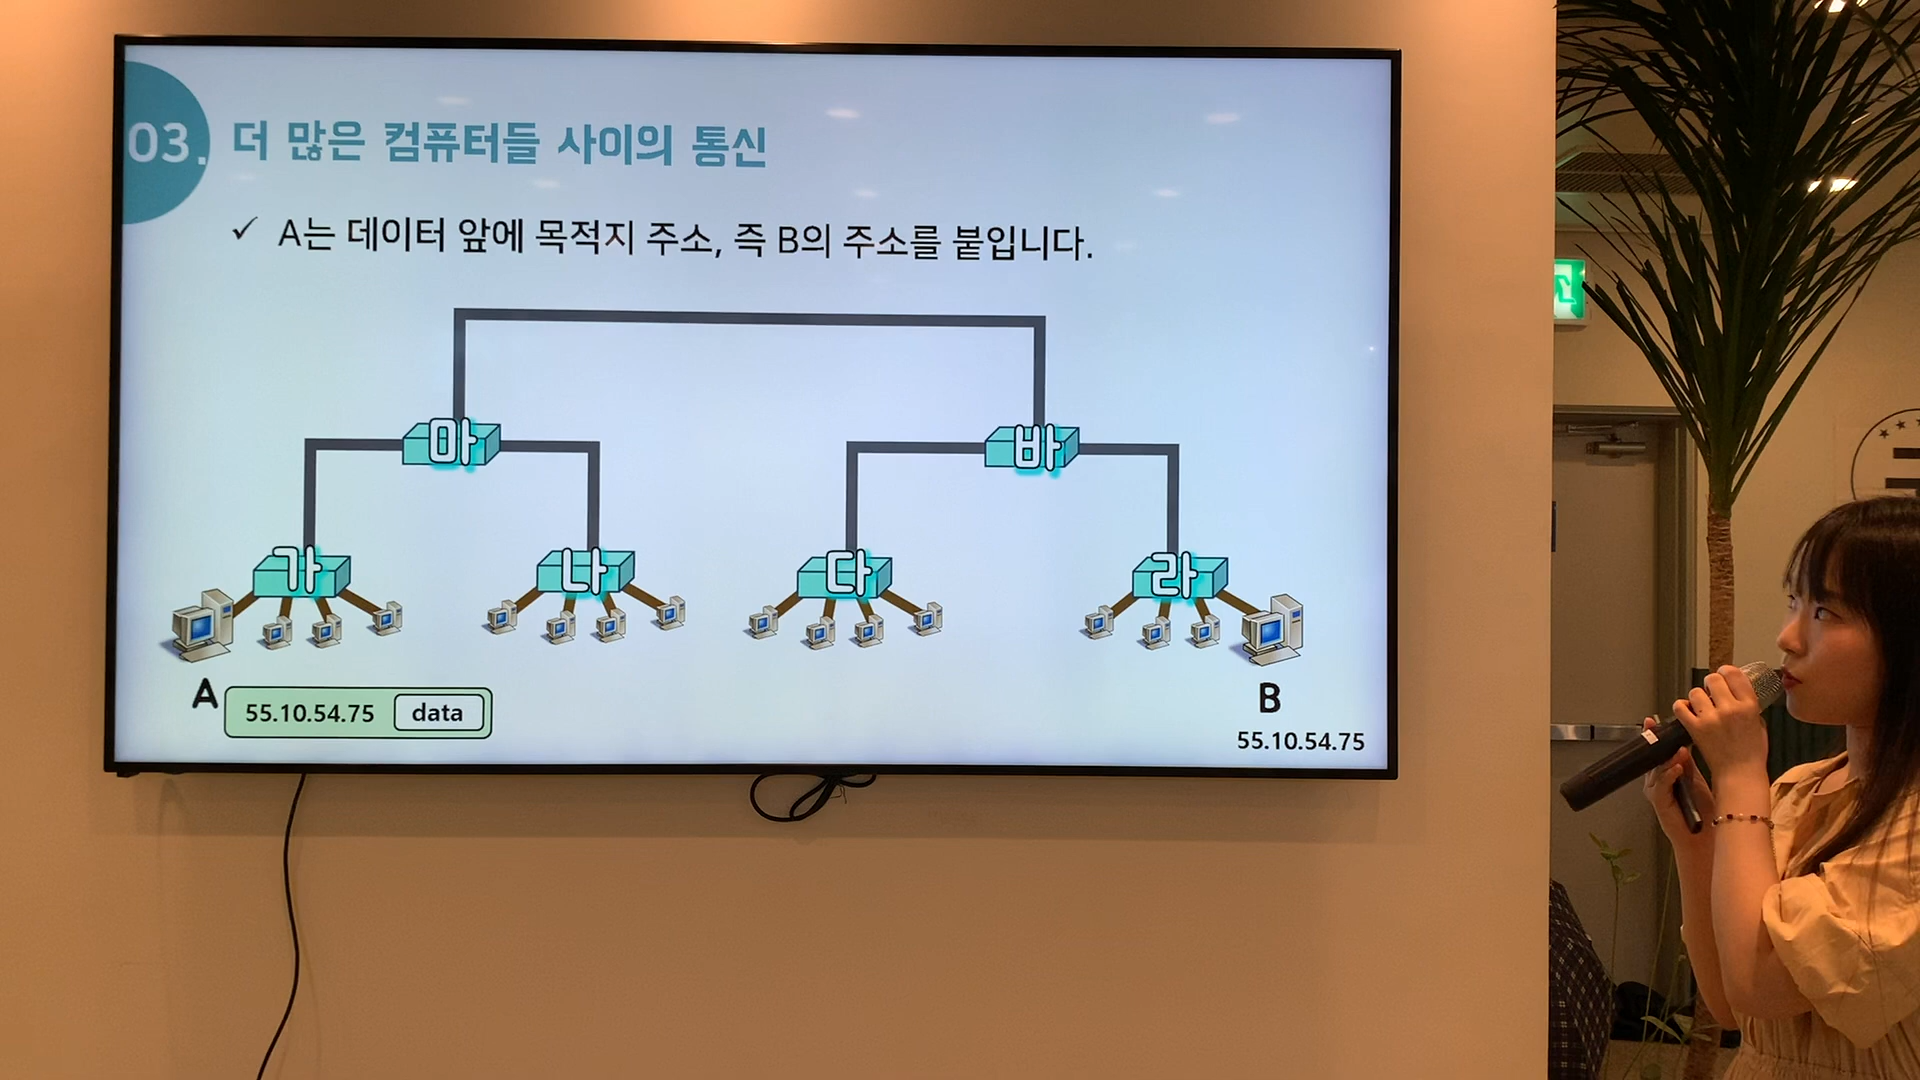 03. 더 많은 컴퓨터들 사이의 통신
✓ A는 데이터 앞에 목적지 주소, 즉 B의 주소를 붙입니다.
마
바
가
나
다
라
A
55.10.54.75 data
B
55.10.54.75